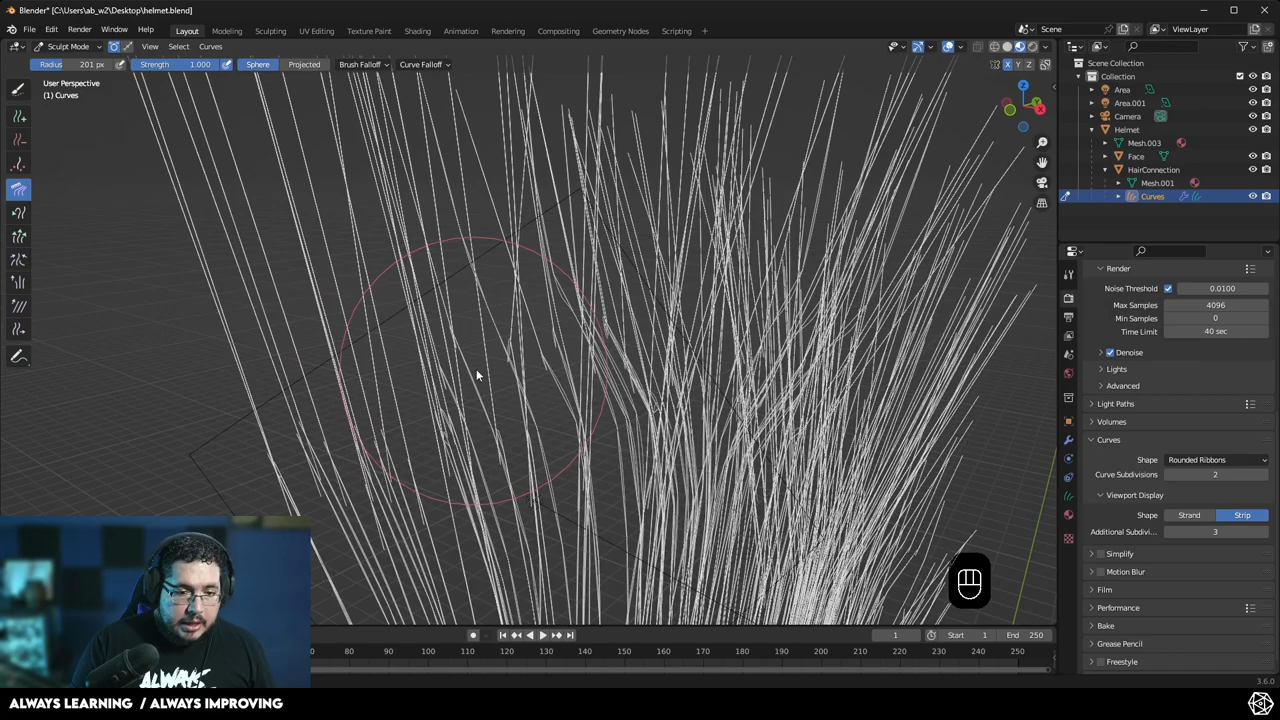 Blender* [C:\Users\ab_w2\Desktop\helmet.blend]
File Edit Render Window Help Layout Modeling Sculpting UV Editing Texture Paint Shading Animation Rendering Compositing Geometry Nodes Scripting + Scene ViewLayer
Sculpt Mode View Select Curves
Radius 201 px Strength 1.000 Sphere Projected Brush Falloff Curve Falloff X Y Z
User Perspective
(1) Curves
Z
X
Scene Collection
Collection
Area
Area.001
Camera
Helmet
Mesh.003
Face
HairConnection
Mesh.001
Curves
Render
Noise Threshold 0.0100
Max Samples 4096
Min Samples 0
Time Limit 40 sec
Denoise
Lights
Advanced
Light Paths
Volumes
Curves
Shape Rounded Ribbons
Curve Subdivisions 2
Viewport Display
Shape Strand Strip
Additional Subdivi... 3
Simplify
Motion Blur
Film
Performance
Bake
Grease Pencil
Freestyle
1 Start 1 End 250
70 80 90 100 110 120 130 140 150 160 170 180 190 200 210 220 230 240 250
3.6.0
ALWAYS
ALWAYS LEARNING / ALWAYS IMPROVING